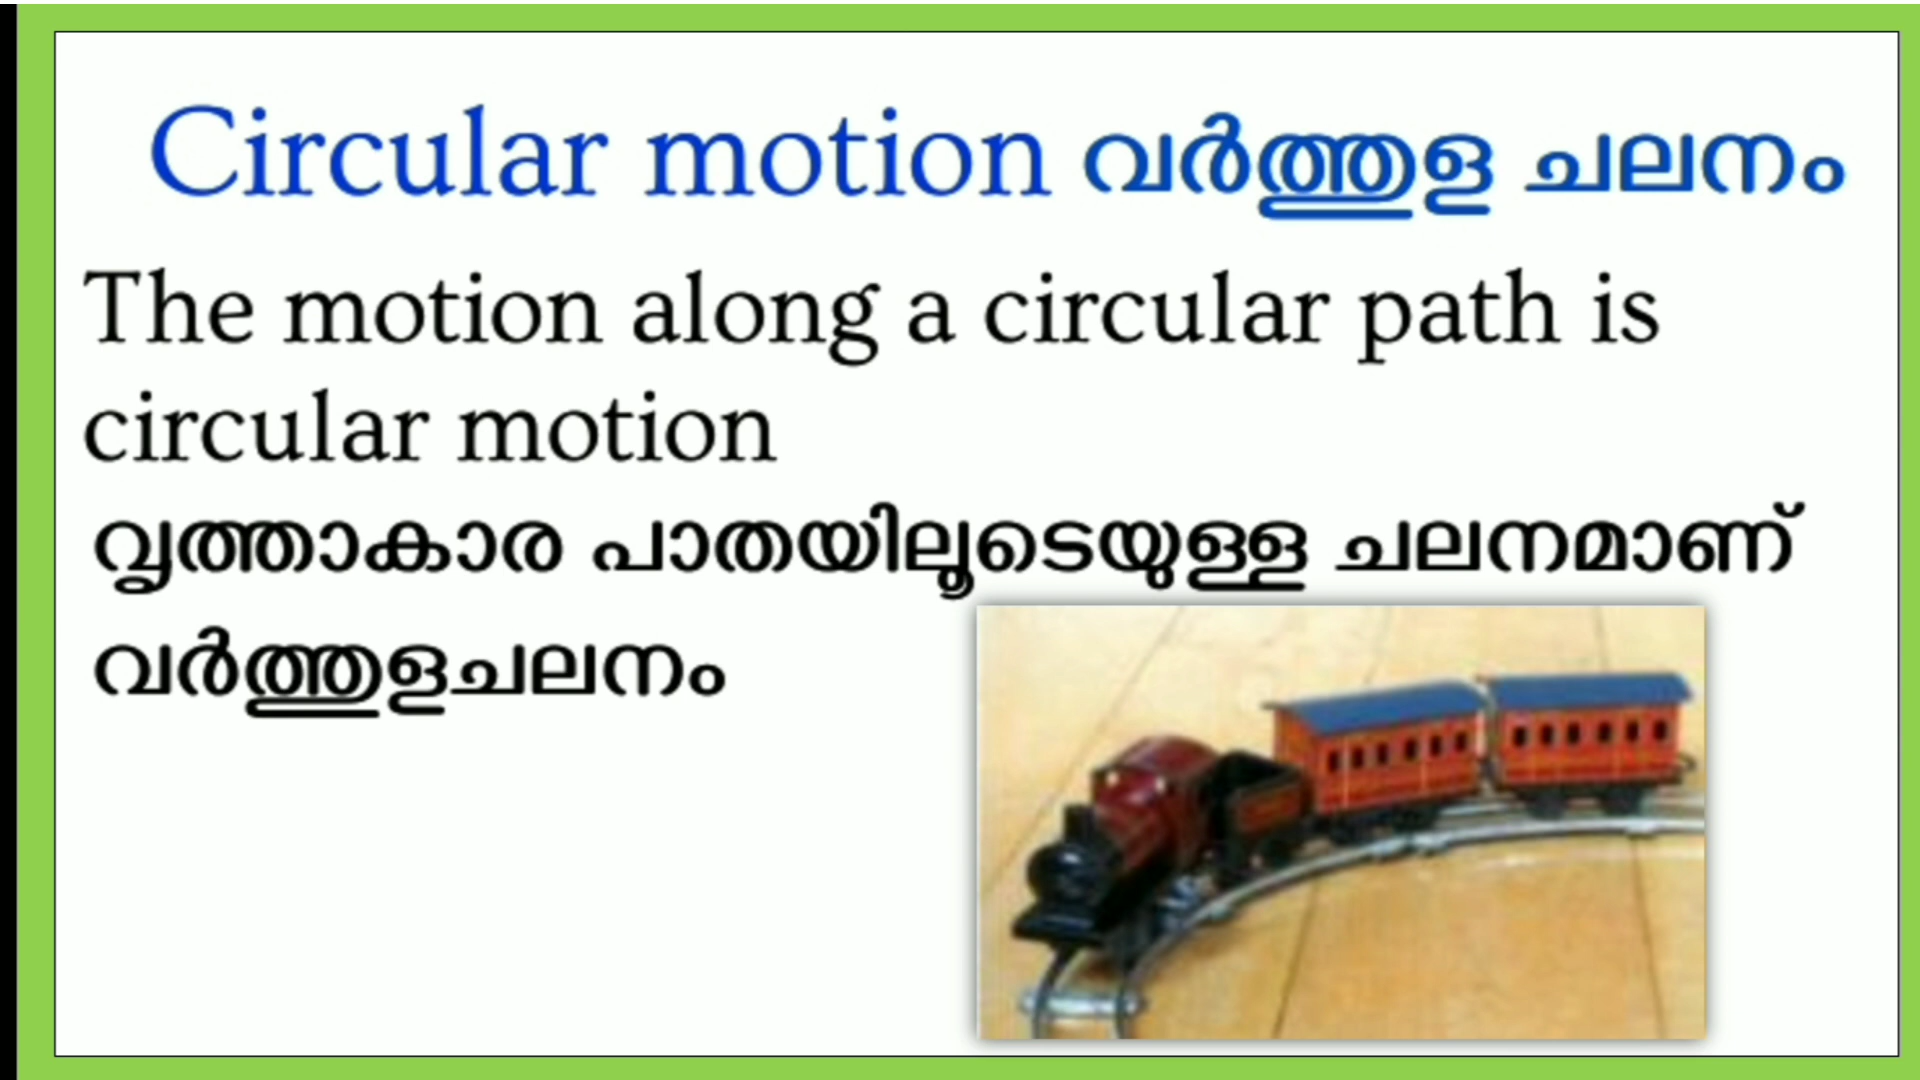 Circular motion വർത്തുള ചലനം
The motion along a circular path is
circular motion
വൃത്താകാര പാതയിലൂടെയുള്ള ചലനമാണ്
വർത്തുളചലനം